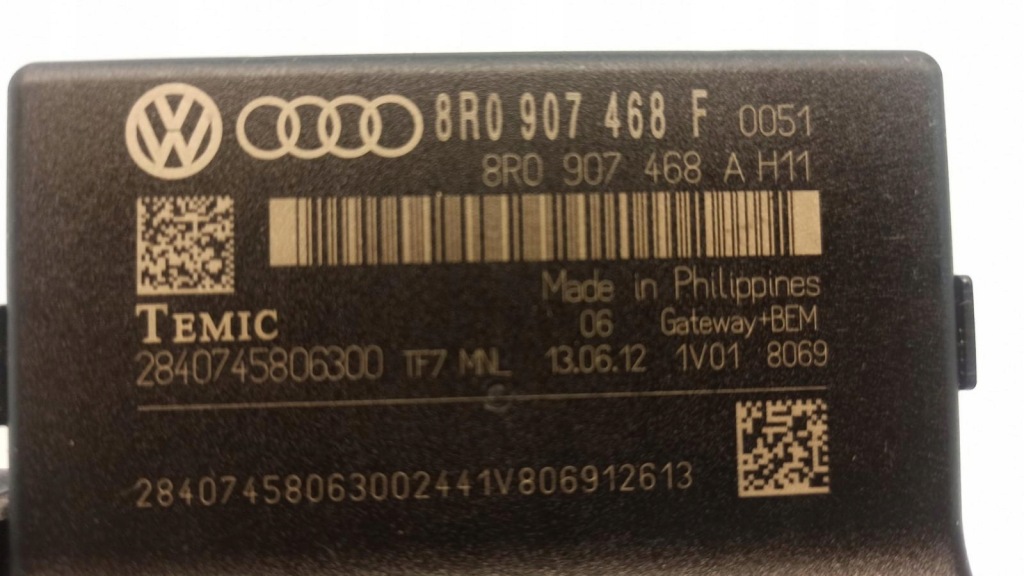 VW 8R0 907 468 F 0051
8R0 907 468 A H11
Made in Philippines
TEMIC 06 Gateway+BEM
2840745806300 TF7 MNL 13.06.12 1V01 8069
28407458063002441V806912613